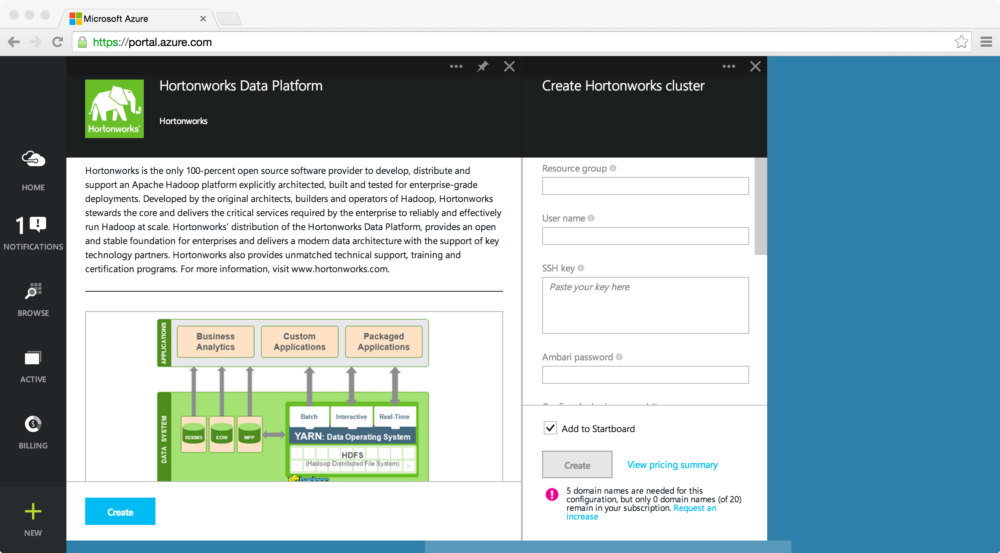 Microsoft Azure
https://portal.azure.com
HOME
1
NOTIFICATIONS
BROWSE
ACTIVE
BILLING
NEW
Hortonworks Data Platform
Hortonworks
Hortonworks
Hortonworks is the only 100-percent open source software provider to develop, distribute and
support an Apache Hadoop platform explicitly architected, built and tested for enterprise-grade
deployments. Developed by the original architects, builders and operators of Hadoop, Hortonworks
stewards the core and delivers the critical services required by the enterprise to reliably and effectively
run Hadoop at scale. Hortonworks’ distribution of the Hortonworks Data Platform, provides an open
and stable foundation for enterprises and delivers a modern data architecture with the support of key
technology partners. Hortonworks also provides unmatched technical support, training and
certification programs. For more information, visit www.hortonworks.com.
APPLICATIONS
Business
Analytics
Custom
Applications
Packaged
Applications
DATA SYSTEM
RDBMS
EDW
MPP
Batch
Interactive
Real-Time
YARN: Data Operating System
HDFS
(Hadoop Distributed File System)
Create
Create Hortonworks cluster
Resource group
User name
SSH key
Paste your key here
Ambari password
Add to Startboard
Create
View pricing summary
5 domain names are needed for this
configuration, but only 0 domain names (of 20)
remain in your subscription. Request an
increase